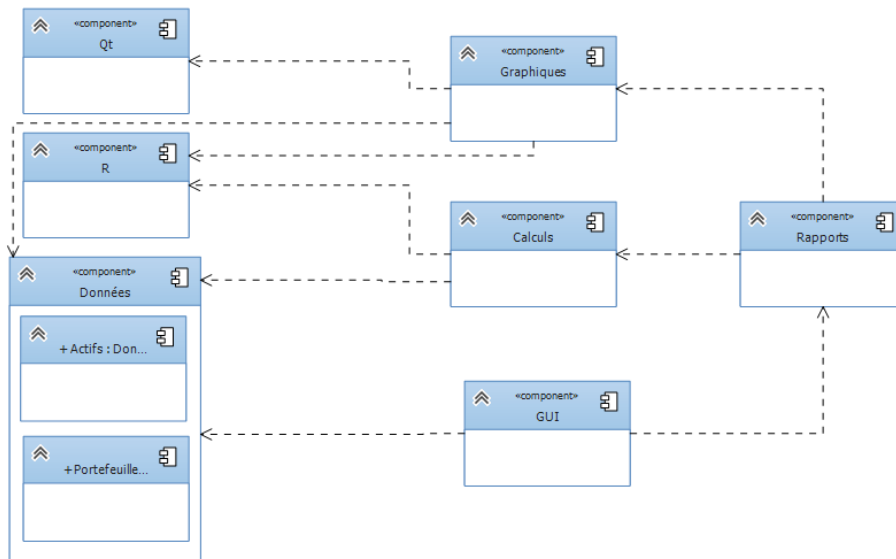 «component»
Qt
«component»
Graphiques
«component»
R
«component»
Calculs
«component»
Rapports
«component»
Données
+ Actifs : Don...
+Portefeuille...
«component»
GUI